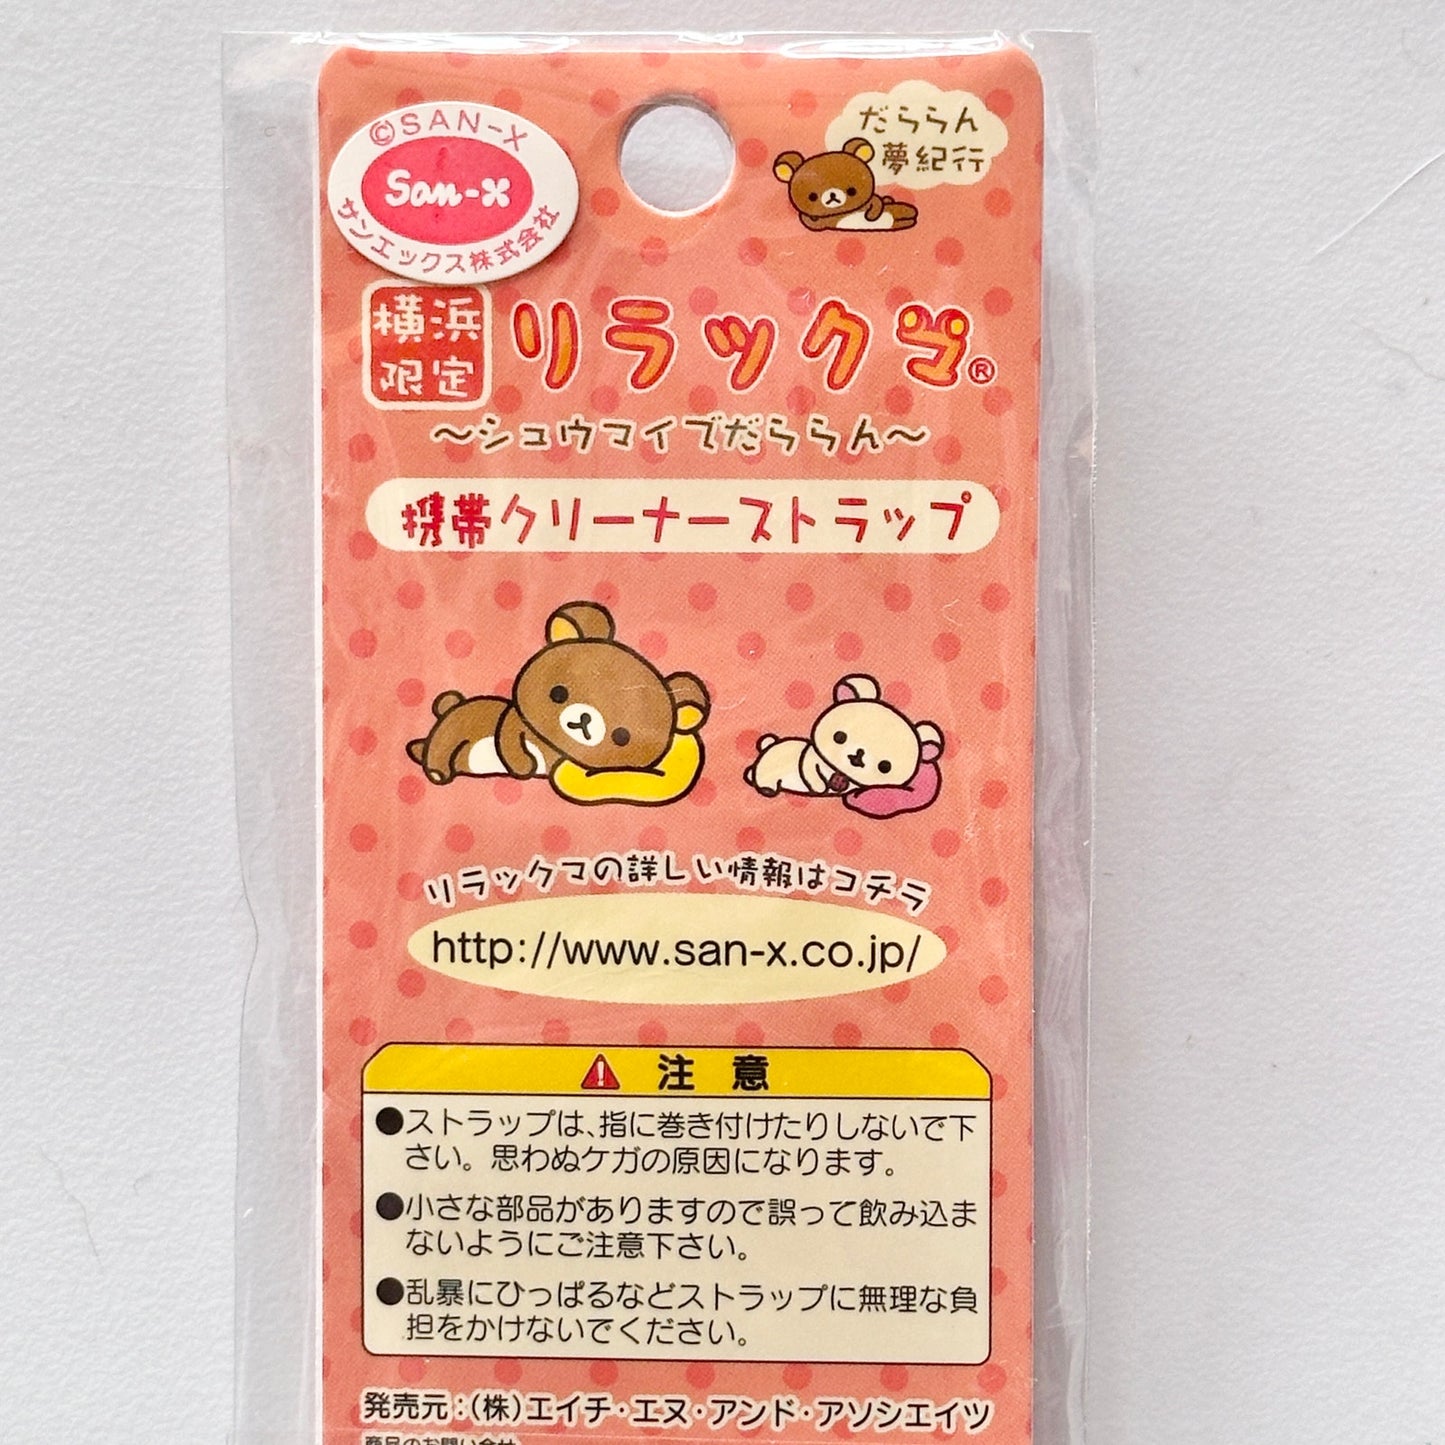 ©SAN-X
San-x
サンエックス株式会社
だららん
夢紀行
横浜
限定
リラックマ®
～シュウマイでだららん～
携帯クリーナーストラップ
リラックマの詳しい情報はコチラ
http://www.san-x.co.jp/
注意
●ストラップは、指に巻き付けたりしないで下
さい。思わぬケガの原因になります。
●小さな部品がありますので誤って飲み込ま
ないようにご注意下さい。
●乱暴にひっぱるなどストラップに無理な負
担をかけないでください。
発売元：(株)エイチ・エヌ・アンド・アソシエイツ
商品のお問い合せ